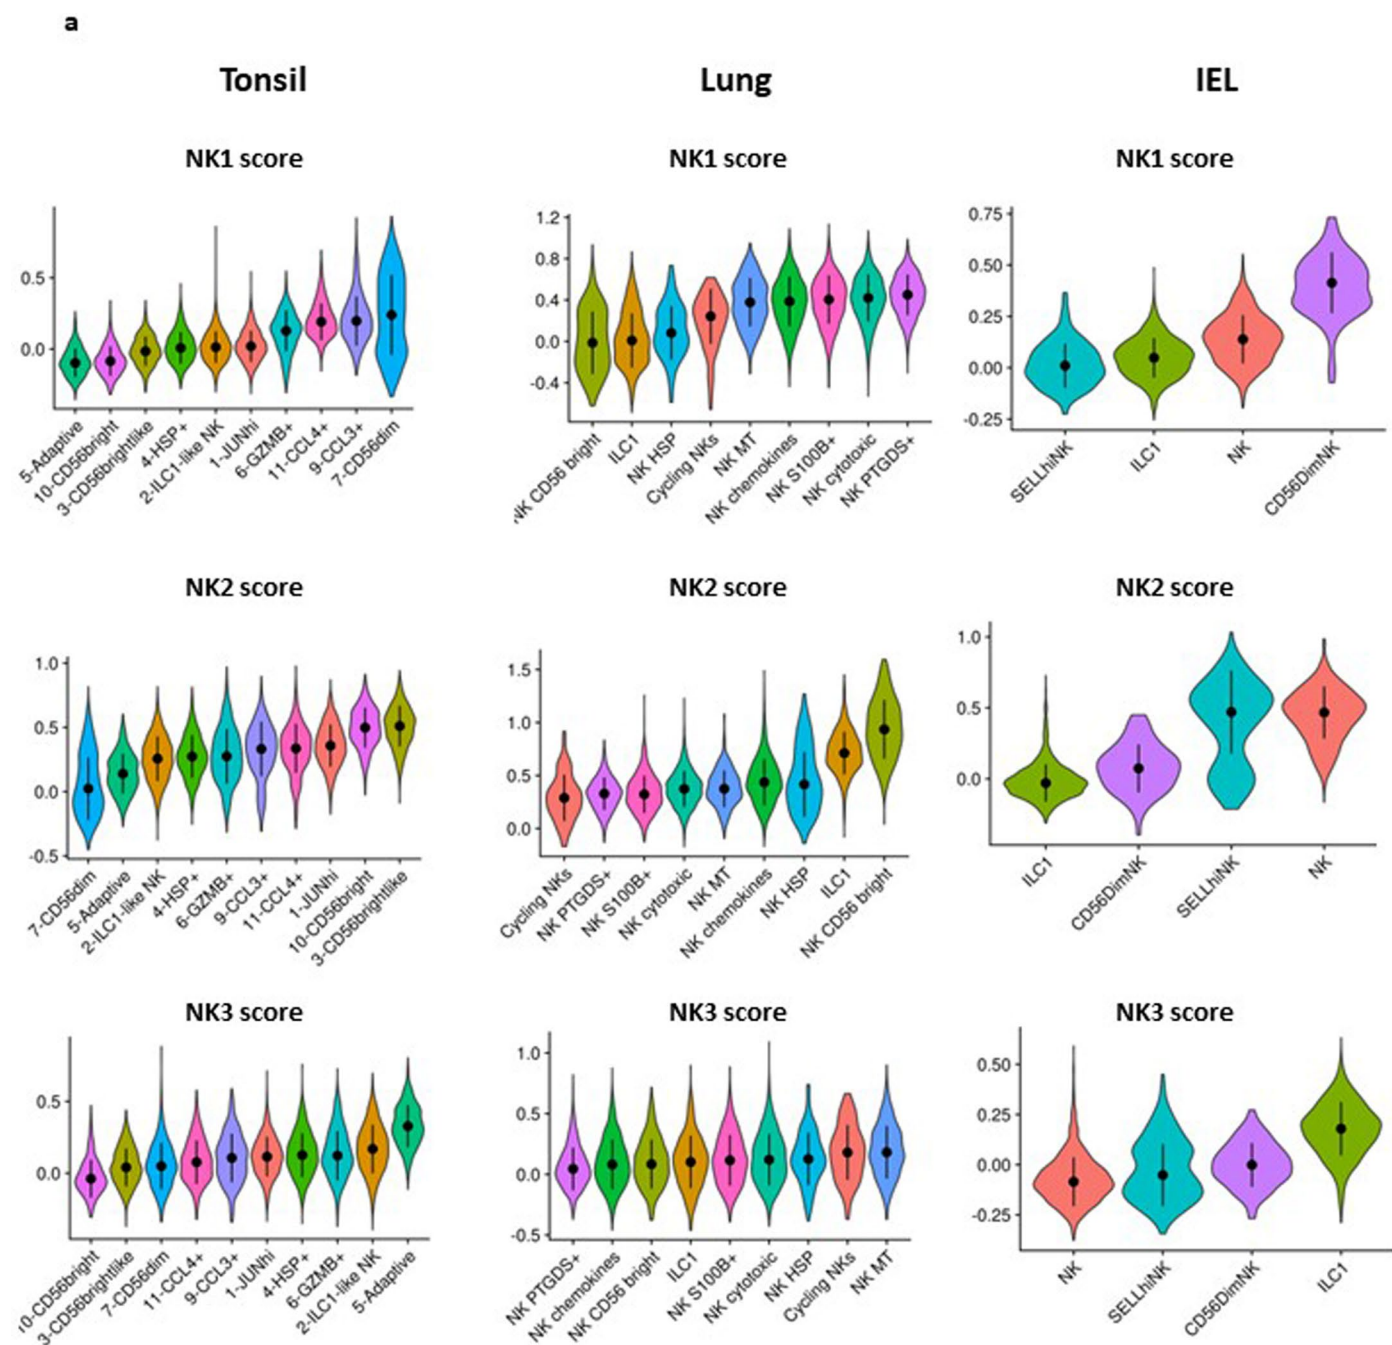 a
Tonsil Lung IEL
NK1 score NK1 score NK1 score
0.5
0.0
5-Adaptive
10-CD56bright
3-CD56brightlike
4-HSP+
2-ILC1-like NK
1-JUNhi
6-GZMB+
11-CCL4+
9-CCL3+
7-CD56dim
1.2
0.8
0.4
0.0
-0.4
NK CD56 bright
ILC1
NK HSP
Cycling NKs
NK MT
NK chemokines
NK S100B+
NK cytotoxic
NK PTGDS+
0.75
0.50
0.25
0.00
-0.25
SELLhiNK
ILC1
NK
CD56DimNK
NK2 score NK2 score NK2 score
1.0
0.5
0.0
-0.5
7-CD56dim
5-Adaptive
2-ILC1-like NK
4-HSP+
6-GZMB+
9-CCL3+
11-CCL4+
1-JUNhi
10-CD56bright
3-CD56brightlike
1.5
1.0
0.5
0.0
Cycling NKs
NK PTGDS+
NK S100B+
NK cytotoxic
NK MT
NK chemokines
NK HSP
ILC1
NK CD56 bright
1.0
0.5
0.0
ILC1
CD56DimNK
SELLhiNK
NK
NK3 score NK3 score NK3 score
0.5
0.0
10-CD56bright
3-CD56brightlike
7-CD56dim
11-CCL4+
9-CCL3+
1-JUNhi
4-HSP+
6-GZMB+
2-ILC1-like NK
5-Adaptive
1.0
0.5
0.0
-0.5
NK PTGDS+
NK chemokines
NK CD56 bright
ILC1
NK S100B+
NK cytotoxic
NK HSP
Cycling NKs
NK MT
0.50
0.25
0.00
-0.25
NK
SELLhiNK
CD56DimNK
ILC1